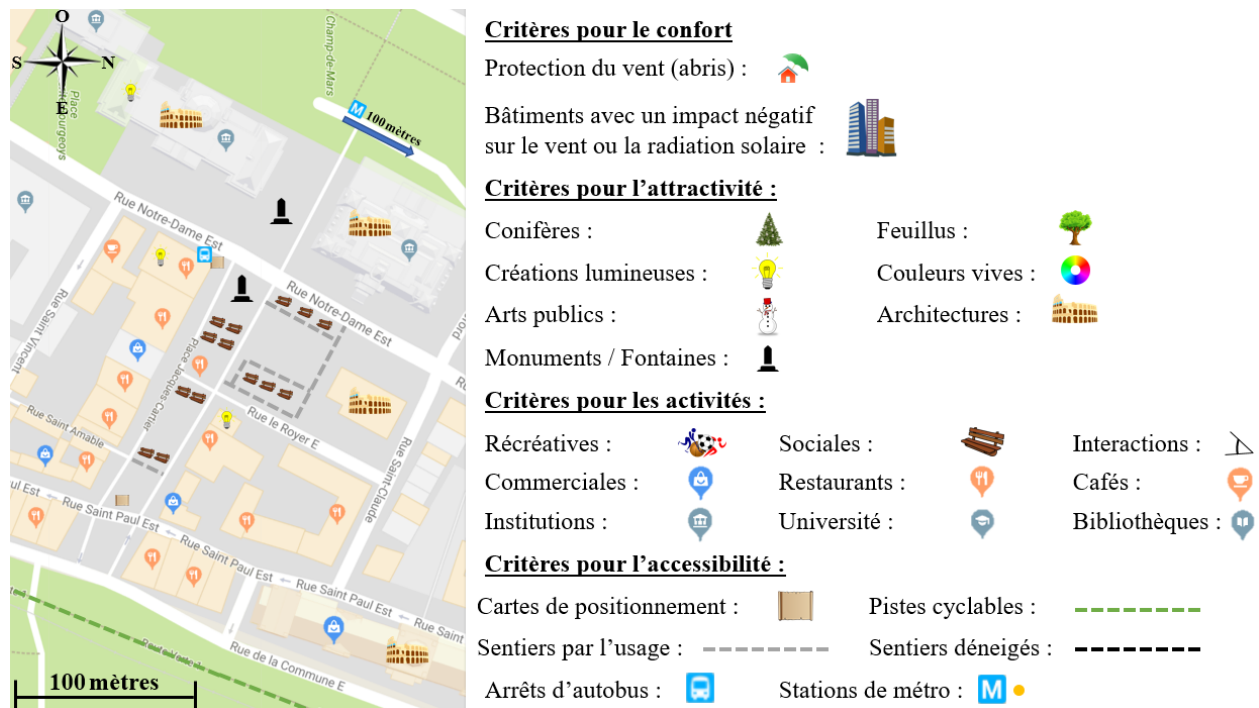 O
S
N
E
Place
Champ-de-Mars
M
100 mètres
Rue Notre-Dame Est
Rue Notre-Dame Est
Rue Saint Vincent
Place Jacques-Cartier
Rue Saint Amable
Rue le Royer E
Rue Saint-Claude
Rue Saint Paul Est
Rue Saint Paul Est
Rue Saint Paul Est
Rue Saint
Rue de la Commune E
100 mètres
Critères pour le confort
Protection du vent (abris) :
Bâtiments avec un impact négatif
sur le vent ou la radiation solaire :
Critères pour l’attractivité :
Conifères : Feuillus :
Créations lumineuses : Couleurs vives :
Arts publics : Architectures :
Monuments / Fontaines :
Critères pour les activités :
Récréatives : Sociales : Interactions :
Commerciales : Restaurants : Cafés :
Institutions : Université : Bibliothèques :
Critères pour l’accessibilité :
Cartes de positionnement : Pistes cyclables :
Sentiers par l’usage : Sentiers déneigés :
Arrêts d’autobus : Stations de métro : M